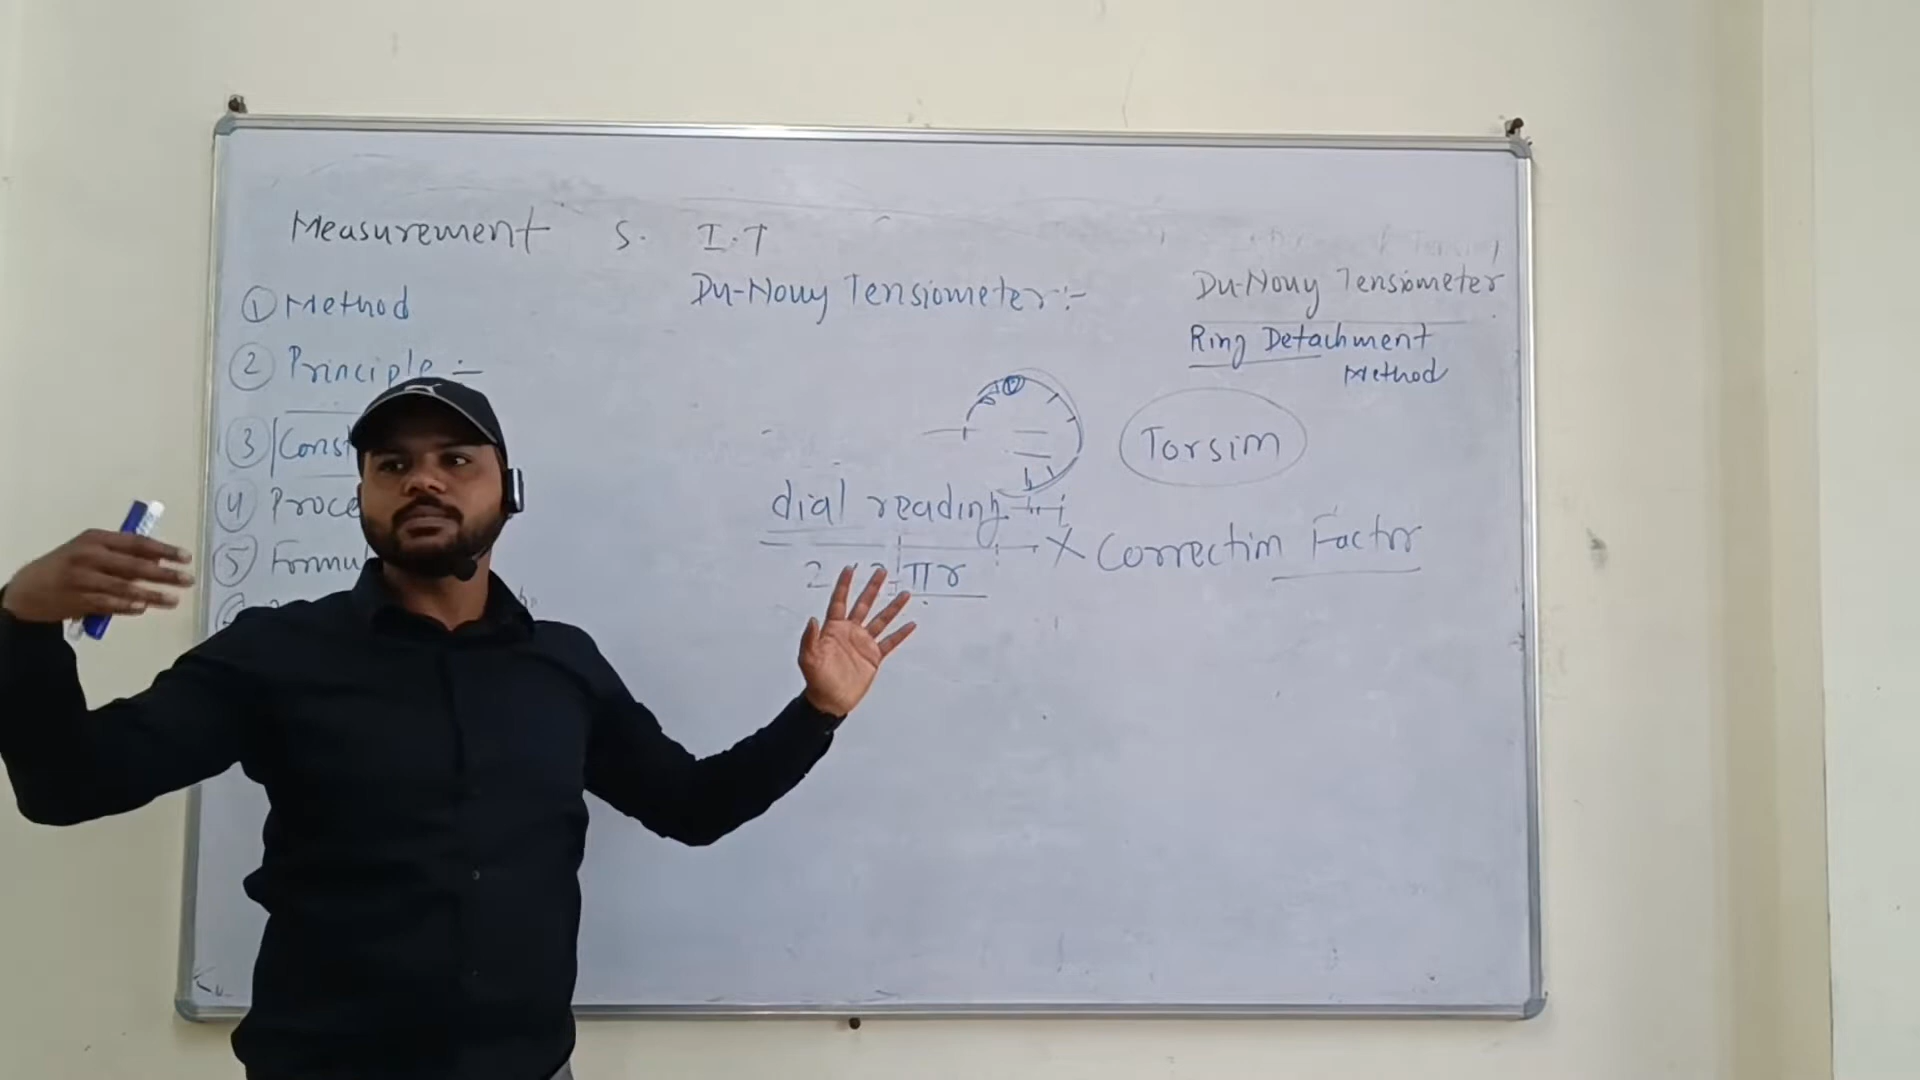 Measurement S. I.T
① Method
② Principle :-
③ Const
④ Proce
⑤ Formu
Du-Nouy Tensiometer :-
dial reading
2 πr
X Correction Factor
Du-Nouy Tensiometer
Ring Detachment
Method
Torsion